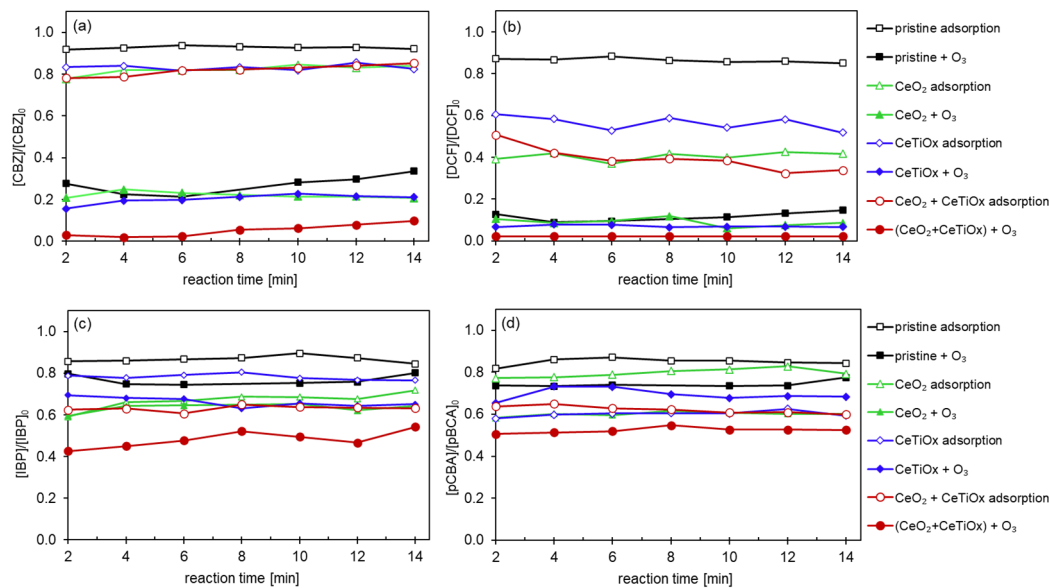 (a)
1.0
0.8
0.6
0.4
0.2
0.0
[CBZ]/[CBZ]₀
2 4 6 8 10 12 14
reaction time [min]
(b)
1.0
0.8
0.6
0.4
0.2
0.0
[DCF]/[DCF]₀
2 4 6 8 10 12 14
reaction time [min]
pristine adsorption
pristine + O₃
CeO₂ adsorption
CeO₂ + O₃
CeTiOx adsorption
CeTiOx + O₃
CeO₂ + CeTiOx adsorption
(CeO₂+CeTiOx) + O₃
(c)
1.0
0.8
0.6
0.4
0.2
0.0
[IBP]/[IBP]₀
2 4 6 8 10 12 14
reaction time [min]
(d)
1.0
0.8
0.6
0.4
0.2
0.0
[pCBA]/[pBCA]₀
2 4 6 8 10 12 14
reaction time [min]
pristine adsorption
pristine + O₃
CeO₂ adsorption
CeO₂ + O₃
CeTiOx adsorption
CeTiOx + O₃
CeO₂ + CeTiOx adsorption
(CeO₂+CeTiOx) + O₃